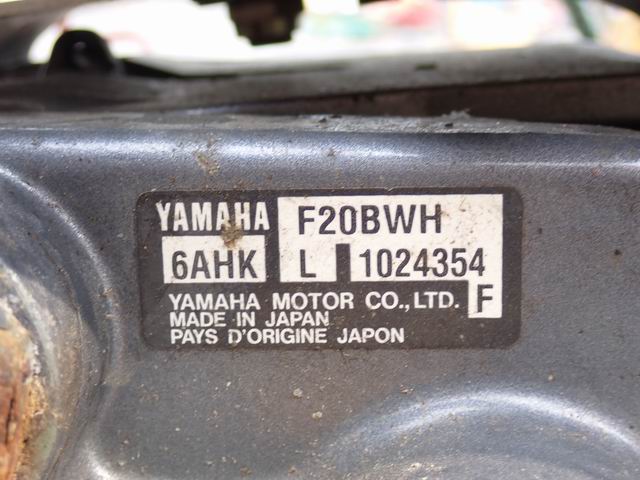 YAMAHA F20BWH
6AHK L 1024354
YAMAHA MOTOR CO., LTD. F
MADE IN JAPAN
PAYS D'ORIGINE JAPON